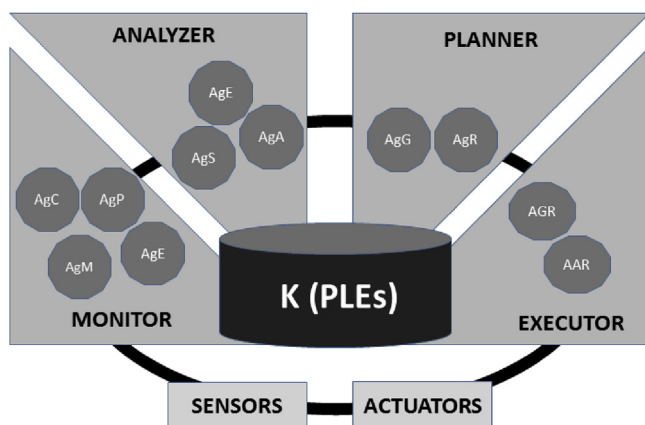 ANALYZER
PLANNER
AgE
AgA
AgS
AgG
AgR
AgC
AgP
AgM
AgE
AGR
AAR
K (PLEs)
MONITOR
EXECUTOR
SENSORS
ACTUATORS